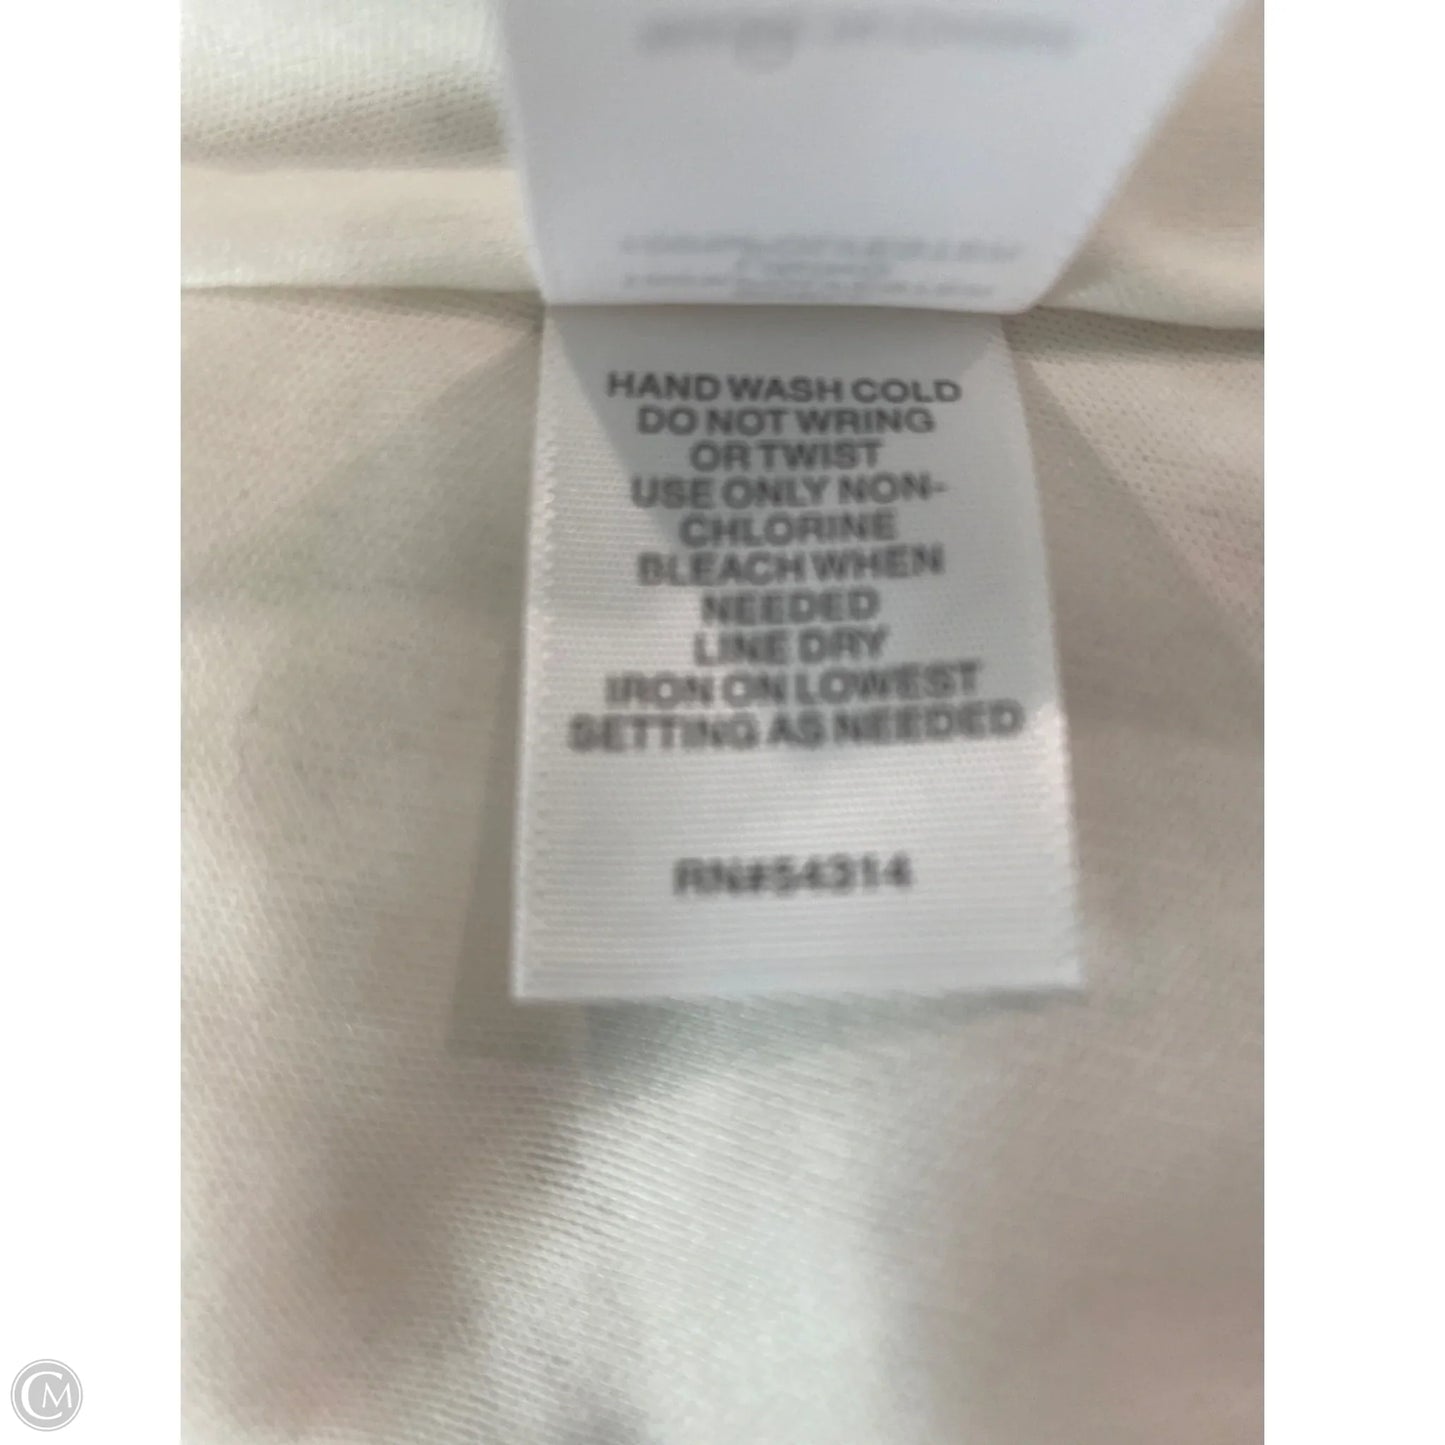 HAND WASH COLD
DO NOT WRING
OR TWIST
USE ONLY NON-
CHLORINE
BLEACH WHEN
NEEDED
LINE DRY
IRON ON LOWEST
SETTING AS NEEDED
RN#54314
CM